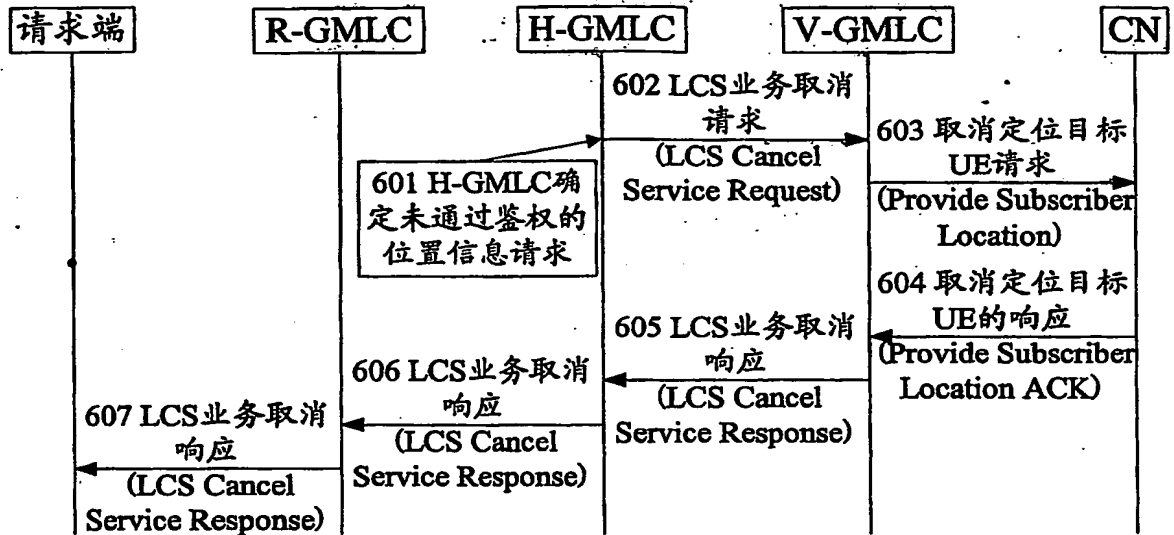 请求端
R-GMLC
H-GMLC
V-GMLC
CN
601 H-GMLC确
定未通过鉴权的
位置信息请求
602 LCS业务取消
请求
(LCS Cancel
Service Request)
603 取消定位目标
UE请求
(Provide Subscriber
Location)
604 取消定位目标
UE的响应
(Provide Subscriber
Location ACK)
605 LCS业务取消
响应
(LCS Cancel
Service Response)
606 LCS业务取消
响应
(LCS Cancel
Service Response)
607 LCS业务取消
响应
(LCS Cancel
Service Response)